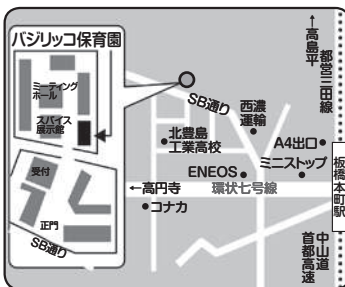 バジリッコ保育園
ミーティング
ホール
スパイス
展示館
受付
正門
SB通り
SB通り
↑高島平
都営三田線
西濃
運輸
北豊島
工業高校
A4出口
ENEOS
ミニストップ
←高円寺
環状七号線
コナカ
板橋本町駅
中山道
首都高速